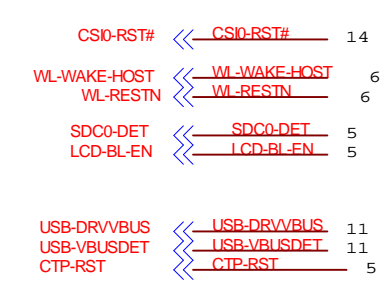 CSI0-RST# CSI0-RST# 14
WL-WAKE-HOST WL-WAKE-HOST 6
WL-RESTN WL-RESTN 6
SDC0-DET SDC0-DET 5
LCD-BL-EN LCD-BL-EN 5
USB-DRVVBUS USB-DRVVBUS 11
USB-VBUSDET USB-VBUSDET 11
CTP-RST CTP-RST 5